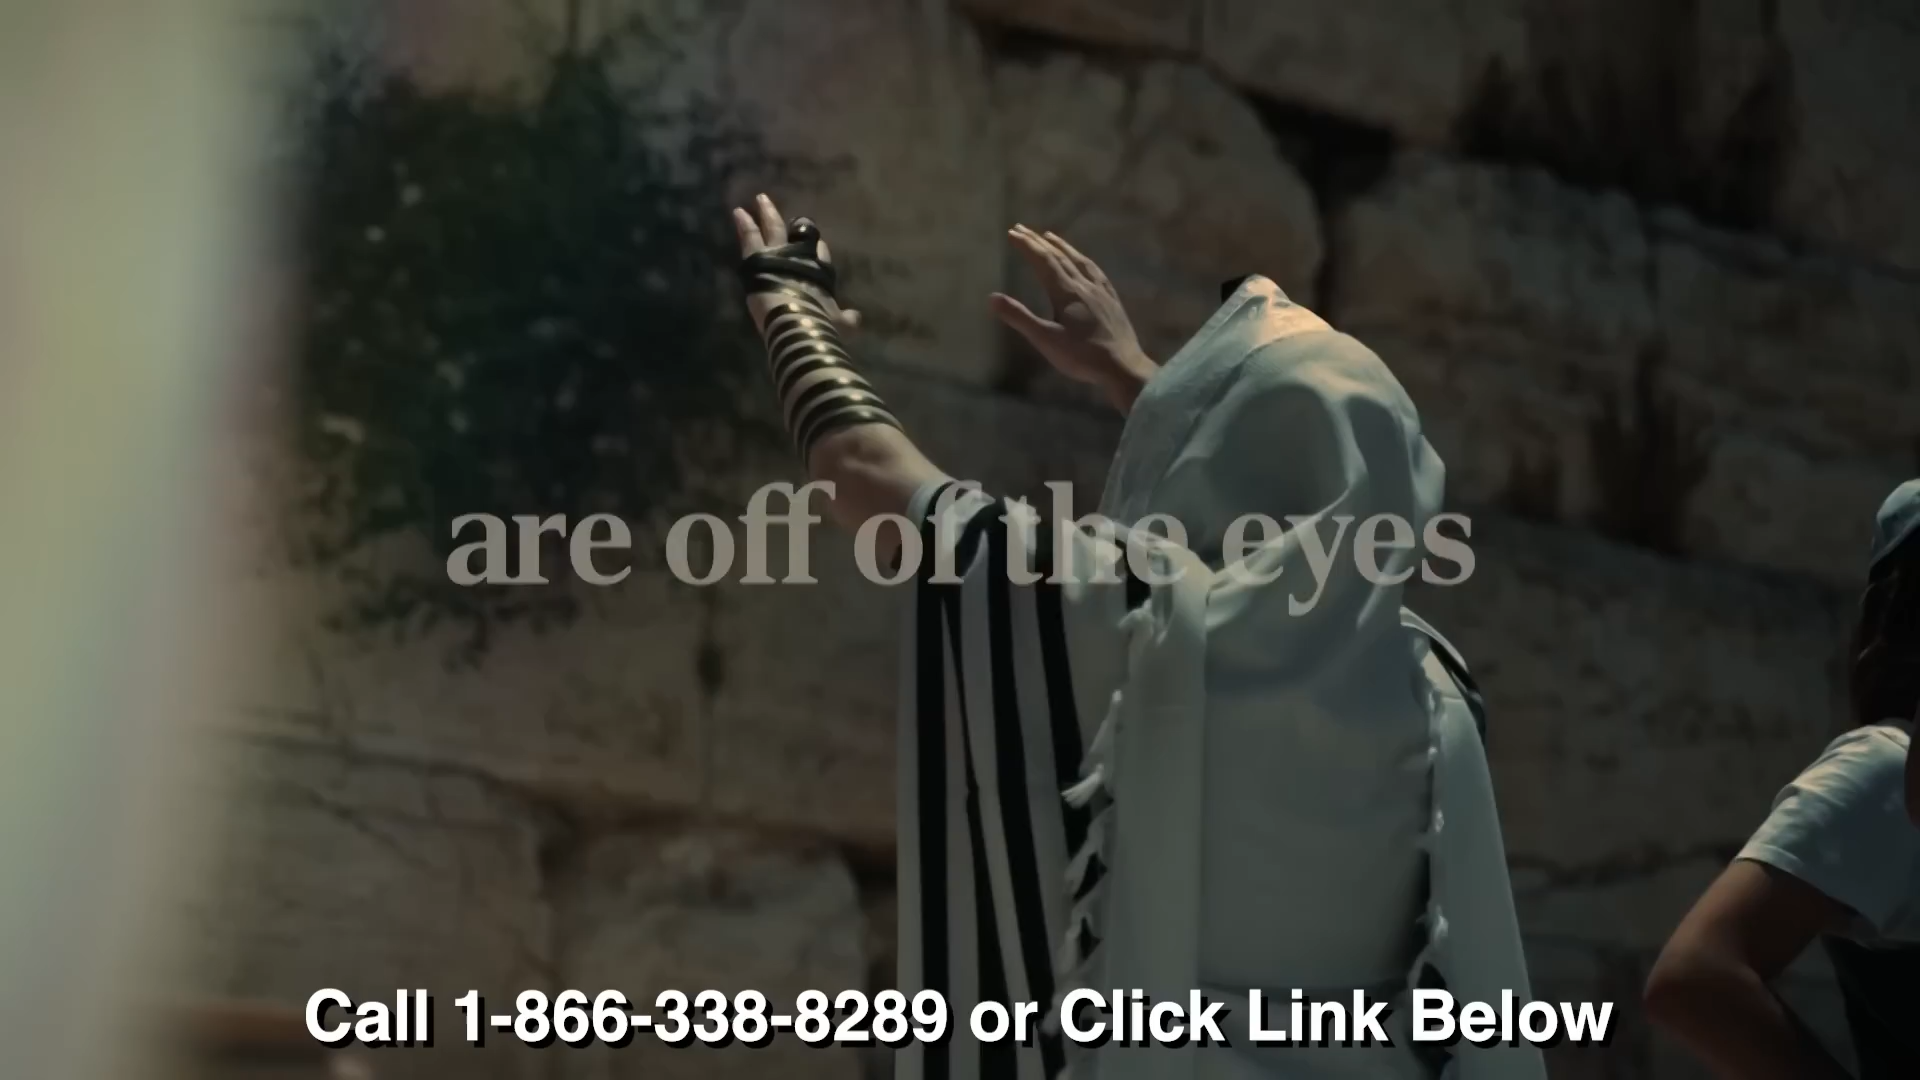 are off of the eyes
Call 1-866-338-8289 or Click Link Below